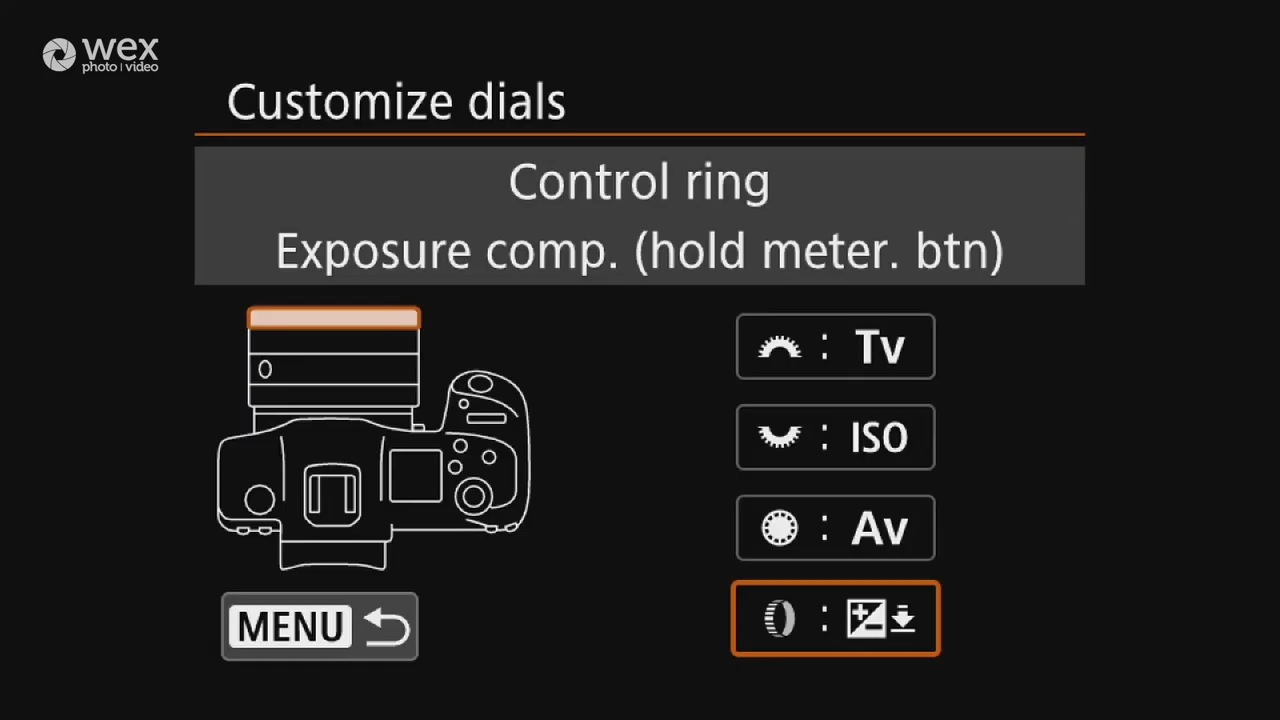 wex
photo | video
Customize dials
Control ring
Exposure comp. (hold meter. btn)
: Tv
: ISO
: Av
:
MENU